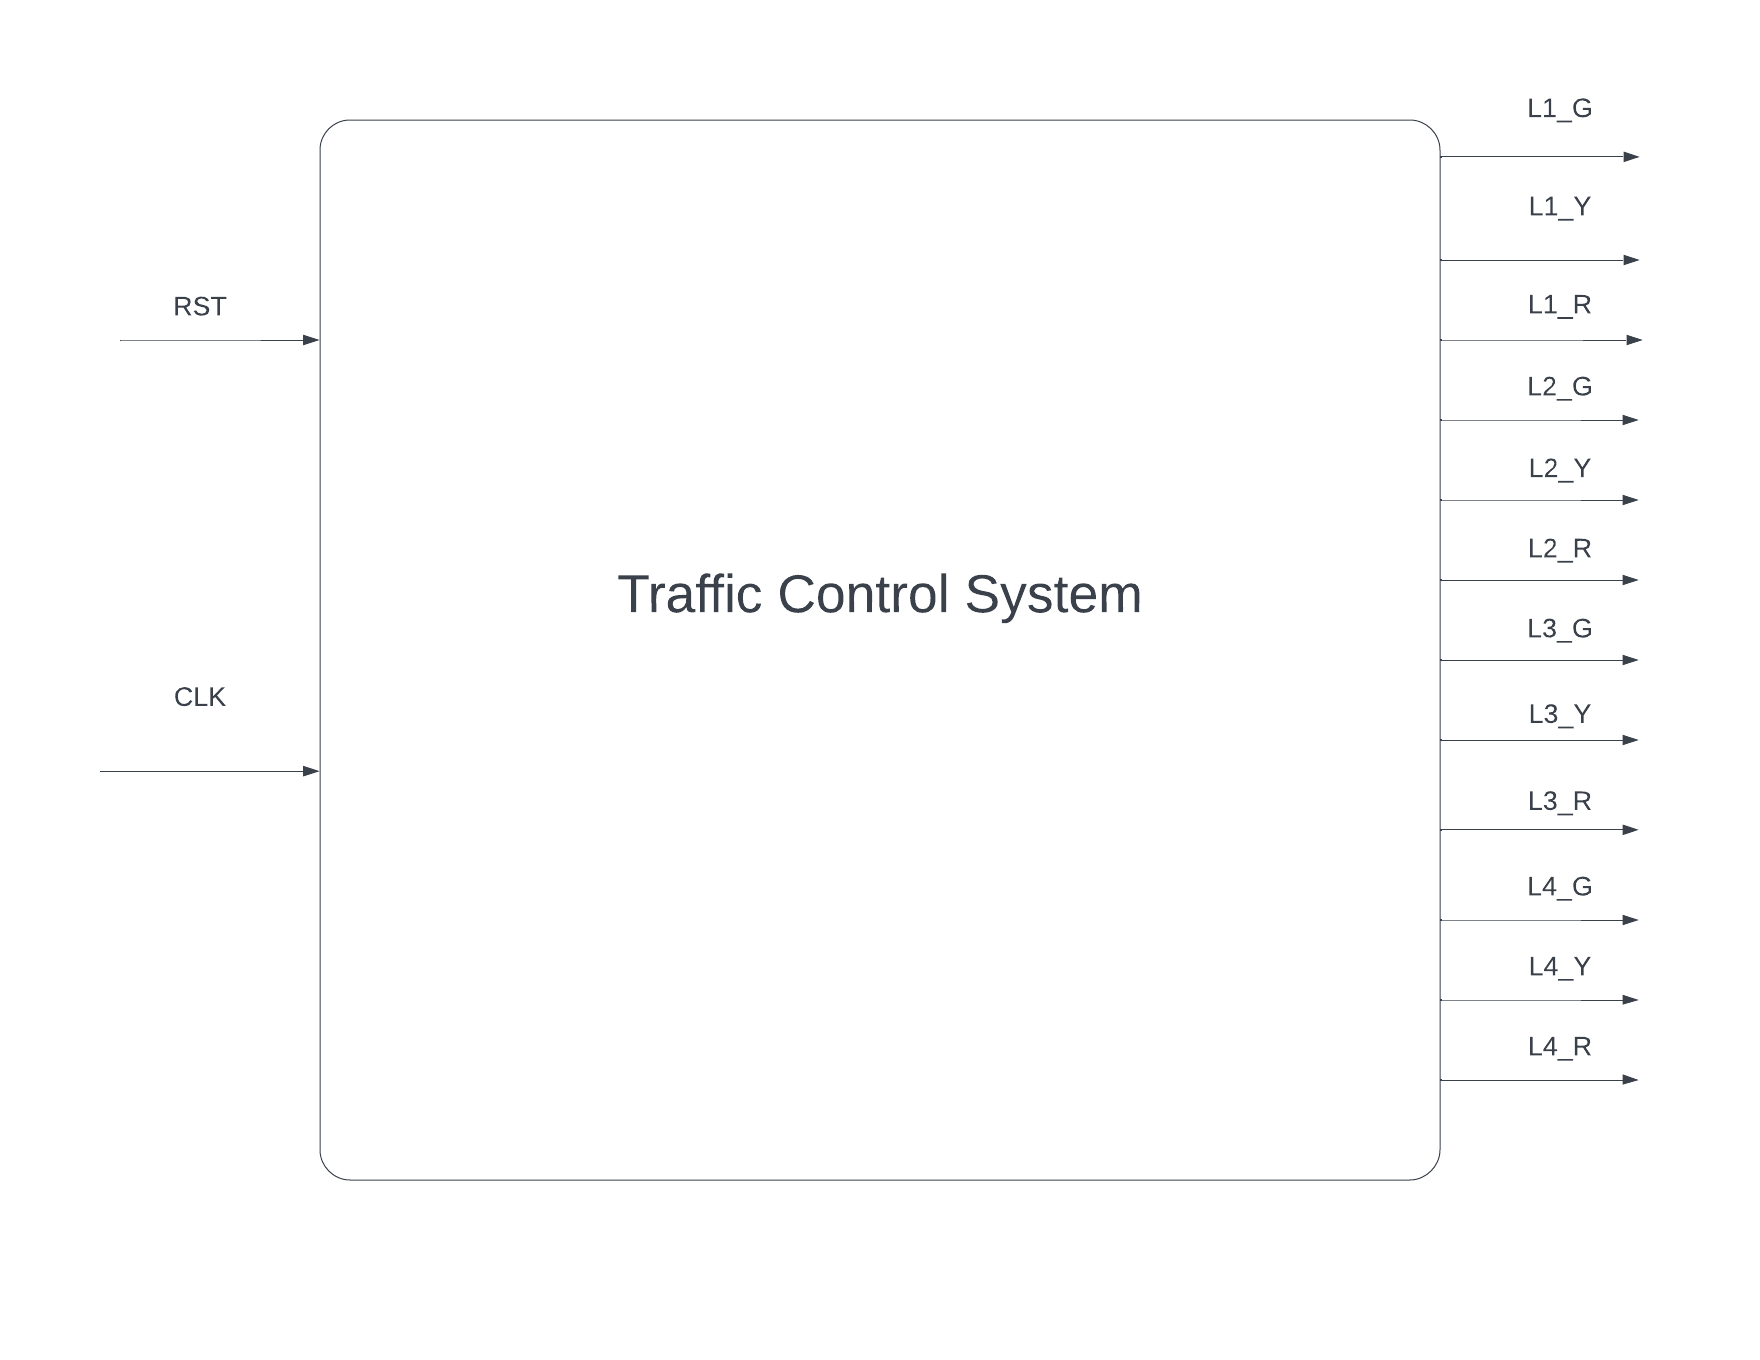 L1_G
L1_Y
RST
L1_R
L2_G
L2_Y
L2_R
Traffic Control System
L3_G
CLK
L3_Y
L3_R
L4_G
L4_Y
L4_R